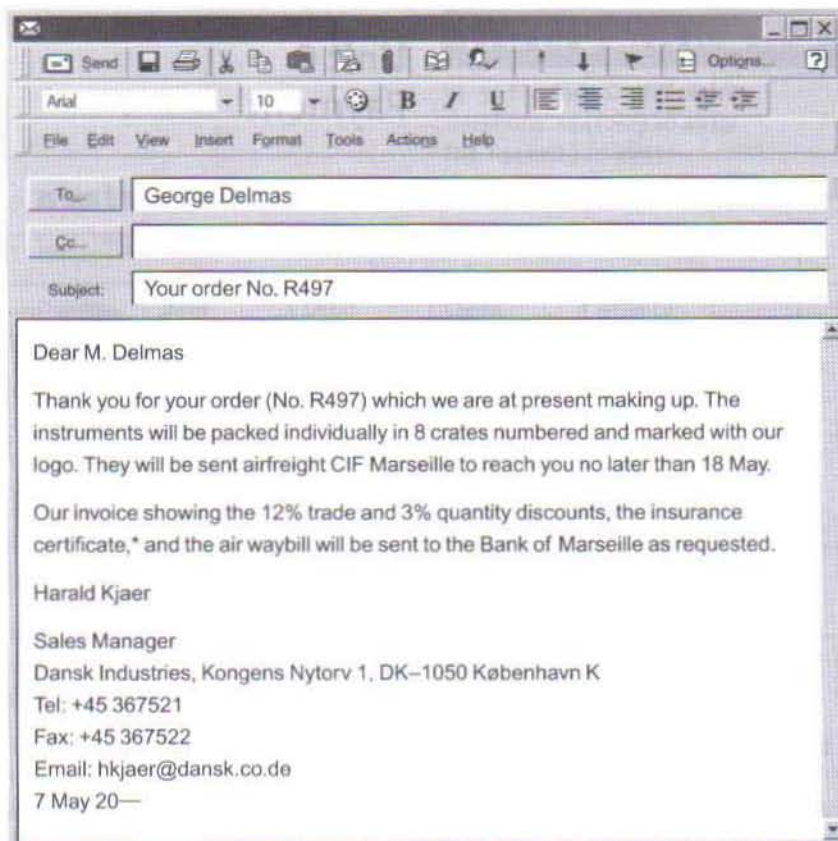 Send
Options...
Arial
10
B I U
File Edit View Insert Format Tools Actions Help
To...
George Delmas
Cc...
Subject:
Your order No. R497
Dear M. Delmas
Thank you for your order (No. R497) which we are at present making up. The
instruments will be packed individually in 8 crates numbered and marked with our
logo. They will be sent airfreight CIF Marseille to reach you no later than 18 May.
Our invoice showing the 12% trade and 3% quantity discounts, the insurance
certificate,* and the air waybill will be sent to the Bank of Marseille as requested.
Harald Kjaer
Sales Manager
Dansk Industries, Kongens Nytorv 1, DK–1050 København K
Tel: +45 367521
Fax: +45 367522
Email: hkjaer@dansk.co.de
7 May 20—